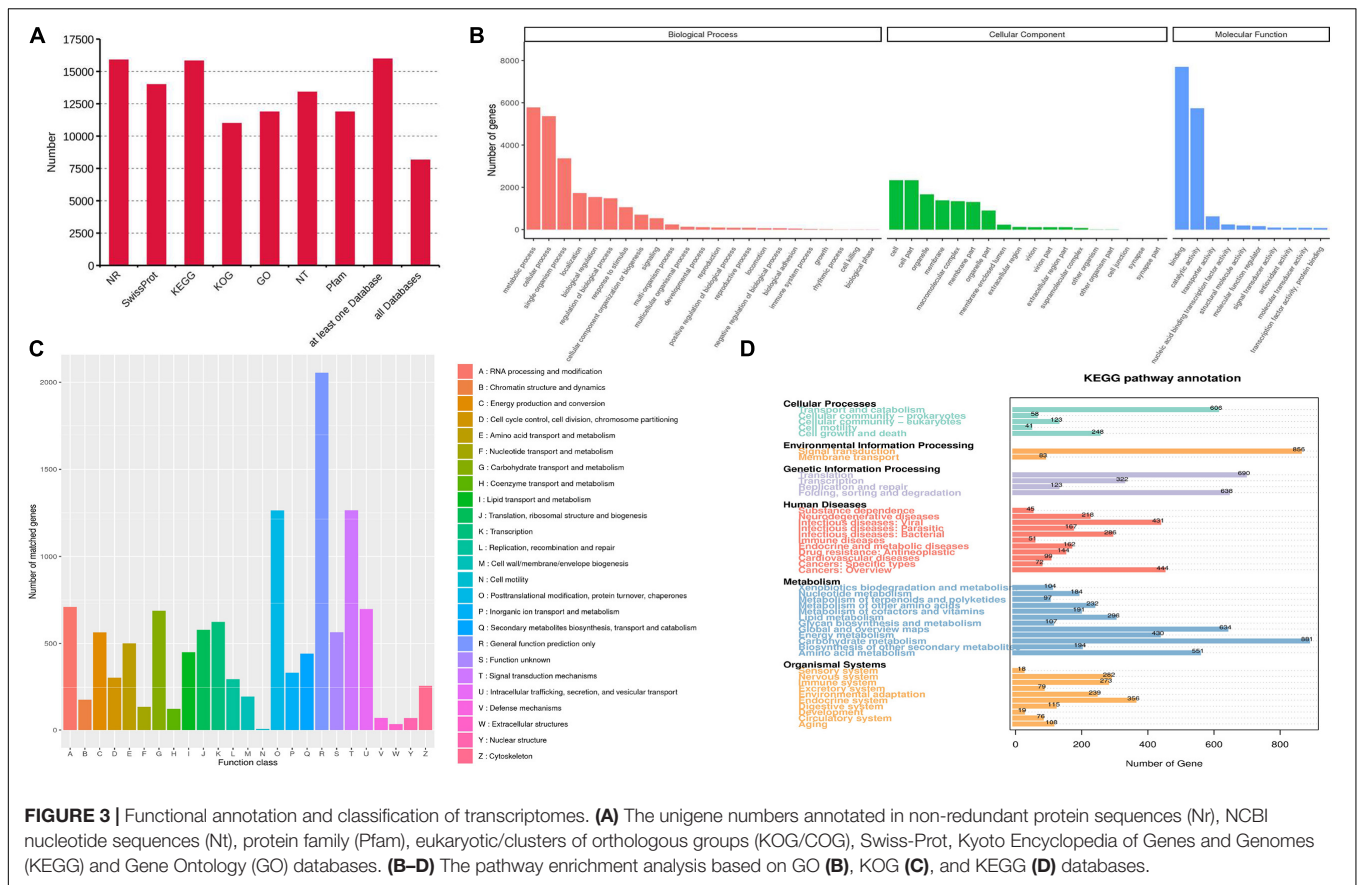 A
17500
15000
12500
10000
7500
5000
2500
0
Number
NR
SwissProt
KEGG
KOG
GO
NT
Pfam
at least one Database
all Databases
B
Biological Process
Cellular Component
Molecular Function
8000
6000
4000
2000
0
Number of genes
metabolic process
cellular process
single-organism process
localization
biological regulation
regulation of biological process
response to stimulus
cellular component organization or biogenesis
signaling
multi-organism process
multicellular organismal process
developmental process
reproduction
positive regulation of biological process
reproductive process
locomotion
negative regulation of biological process
biological adhesion
immune system process
growth
rhythmic process
cell killing
biological phase
cell
cell part
organelle
membrane
macromolecular complex
membrane part
organelle part
membrane-enclosed lumen
extracellular region
virion
virion part
extracellular region part
supramolecular complex
other organism
other organism part
cell junction
synapse
synapse part
binding
catalytic activity
transporter activity
nucleic acid binding transcription factor activity
structural molecule activity
molecular function regulator
signal transducer activity
antioxidant activity
molecular transducer activity
transcription factor activity, protein binding
C
2000
1500
1000
500
0
Number of matched genes
A B C D E F G H I J K L M N O P Q R S T U V W Y Z
Function class
A : RNA processing and modification
B : Chromatin structure and dynamics
C : Energy production and conversion
D : Cell cycle control, cell division, chromosome partitioning
E : Amino acid transport and metabolism
F : Nucleotide transport and metabolism
G : Carbohydrate transport and metabolism
H : Coenzyme transport and metabolism
I : Lipid transport and metabolism
J : Translation, ribosomal structure and biogenesis
K : Transcription
L : Replication, recombination and repair
M : Cell wall/membrane/envelope biogenesis
N : Cell motility
O : Posttranslational modification, protein turnover, chaperones
P : Inorganic ion transport and metabolism
Q : Secondary metabolites biosynthesis, transport and catabolism
R : General function prediction only
S : Function unknown
T : Signal transduction mechanisms
U : Intracellular trafficking, secretion, and vesicular transport
V : Defense mechanisms
W : Extracellular structures
Y : Nuclear structure
Z : Cytoskeleton
D
KEGG pathway annotation
Cellular Processes
Transport and catabolism 606
Cellular community – prokaryotes 58
Cellular community – eukaryotes 123
Cell motility 41
Cell growth and death 248
Environmental Information Processing
Signal transduction 856
Membrane transport 83
Genetic Information Processing
Translation 690
Transcription 322
Replication and repair 123
Folding, sorting and degradation 638
Human Diseases
Substance dependence 45
Neurodegenerative diseases 218
Infectious diseases: Viral 431
Infectious diseases: Parasitic 167
Infectious diseases: Bacterial 286
Immune diseases 51
Endocrine and metabolic diseases 162
Drug resistance: Antineoplastic 144
Cardiovascular diseases 99
Cancers: Specific types 72
Cancers: Overview 444
Metabolism
Xenobiotics biodegradation and metabolism 104
Nucleotide metabolism 184
Metabolism of terpenoids and polyketides 97
Metabolism of other amino acids 232
Metabolism of cofactors and vitamins 191
Lipid metabolism 296
Glycan biosynthesis and metabolism 107
Global and overview maps 634
Energy metabolism 430
Carbohydrate metabolism 881
Biosynthesis of other secondary metabolites 194
Amino acid metabolism 551
Organismal Systems
Sensory system 18
Nervous system 282
Immune system 273
Excretory system 79
Environmental adaptation 239
Endocrine system 356
Digestive system 115
Development 19
Circulatory system 76
Aging 108
0 200 400 600 800
Number of Gene
FIGURE 3 | Functional annotation and classification of transcriptomes. (A) The unigene numbers annotated in non-redundant protein sequences (Nr), NCBI
nucleotide sequences (Nt), protein family (Pfam), eukaryotic/clusters of orthologous groups (KOG/COG), Swiss-Prot, Kyoto Encyclopedia of Genes and Genomes
(KEGG) and Gene Ontology (GO) databases. (B–D) The pathway enrichment analysis based on GO (B), KOG (C), and KEGG (D) databases.